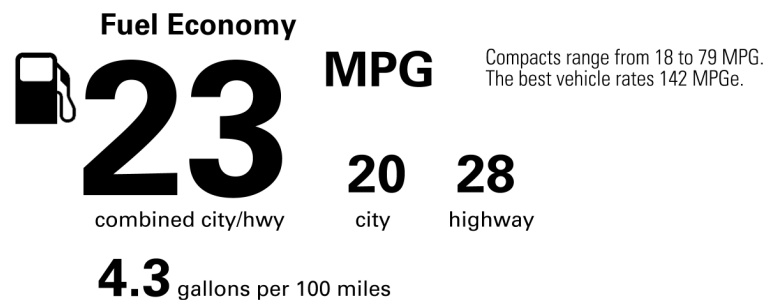 Fuel Economy
23
MPG
Compacts range from 18 to 79 MPG.
The best vehicle rates 142 MPGe.
combined city/hwy
20
city
28
highway
4.3 gallons per 100 miles